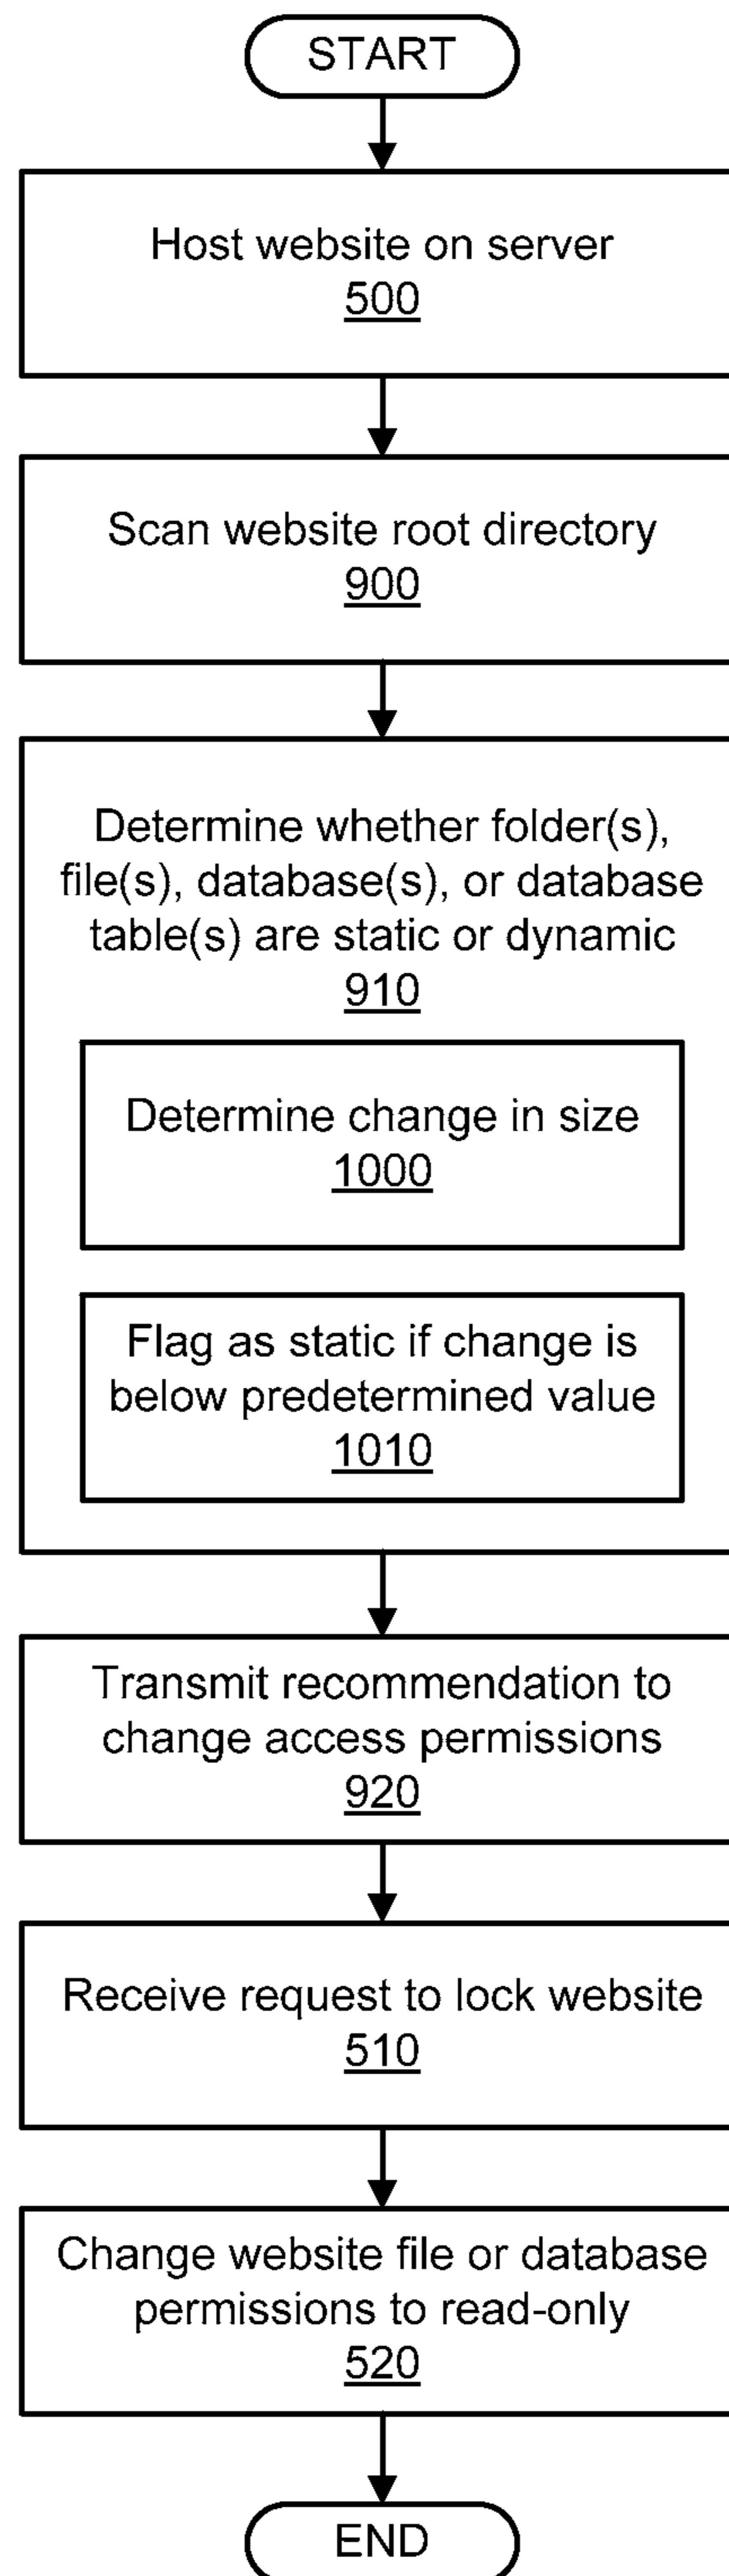 START
Host website on server
500
Scan website root directory
900
Determine whether folder(s),
file(s), database(s), or database
table(s) are static or dynamic
910
Determine change in size
1000
Flag as static if change is
below predetermined value
1010
Transmit recommendation to
change access permissions
920
Receive request to lock website
510
Change website file or database
permissions to read-only
520
END